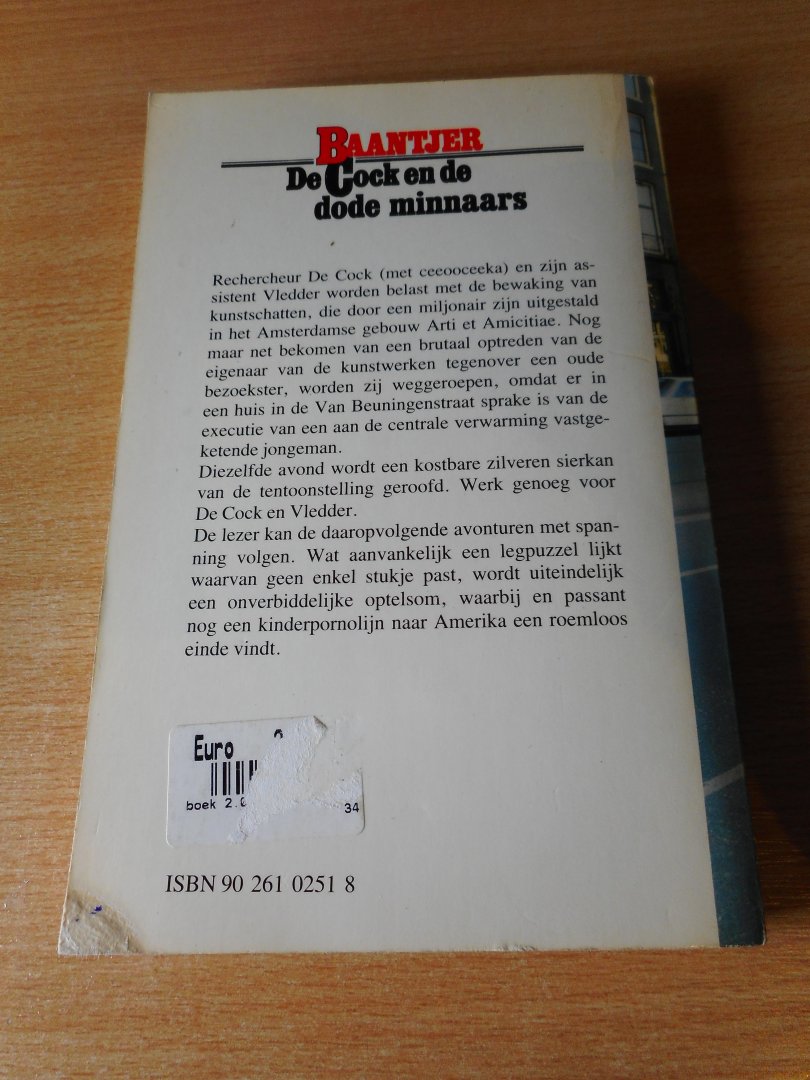 BAANTJER
De Cock en de
dode minnaars
Rechercheur De Cock (met ceeooceeka) en zijn as-
sistent Vledder worden belast met de bewaking van
kunstschatten, die door een miljonair zijn uitgestald
in het Amsterdamse gebouw Arti et Amicitiae. Nog
maar net bekomen van een brutaal optreden van de
eigenaar van de kunstwerken tegenover een oude
bezoekster, worden zij weggeroepen, omdat er in
een huis in de Van Beuningenstraat sprake is van de
executie van een aan de centrale verwarming vastge-
ketende jongeman.
Diezelfde avond wordt een kostbare zilveren sierkan
van de tentoonstelling geroofd. Werk genoeg voor
De Cock en Vledder.
De lezer kan de daaropvolgende avonturen met span-
ning volgen. Wat aanvankelijk een legpuzzel lijkt
waarvan geen enkel stukje past, wordt uiteindelijk
een onverbiddelijke optelsom, waarbij en passant
nog een kinderpornolijn naar Amerika een roemloos
einde vindt.
Euro
boek 34
ISBN 90 261 0251 8